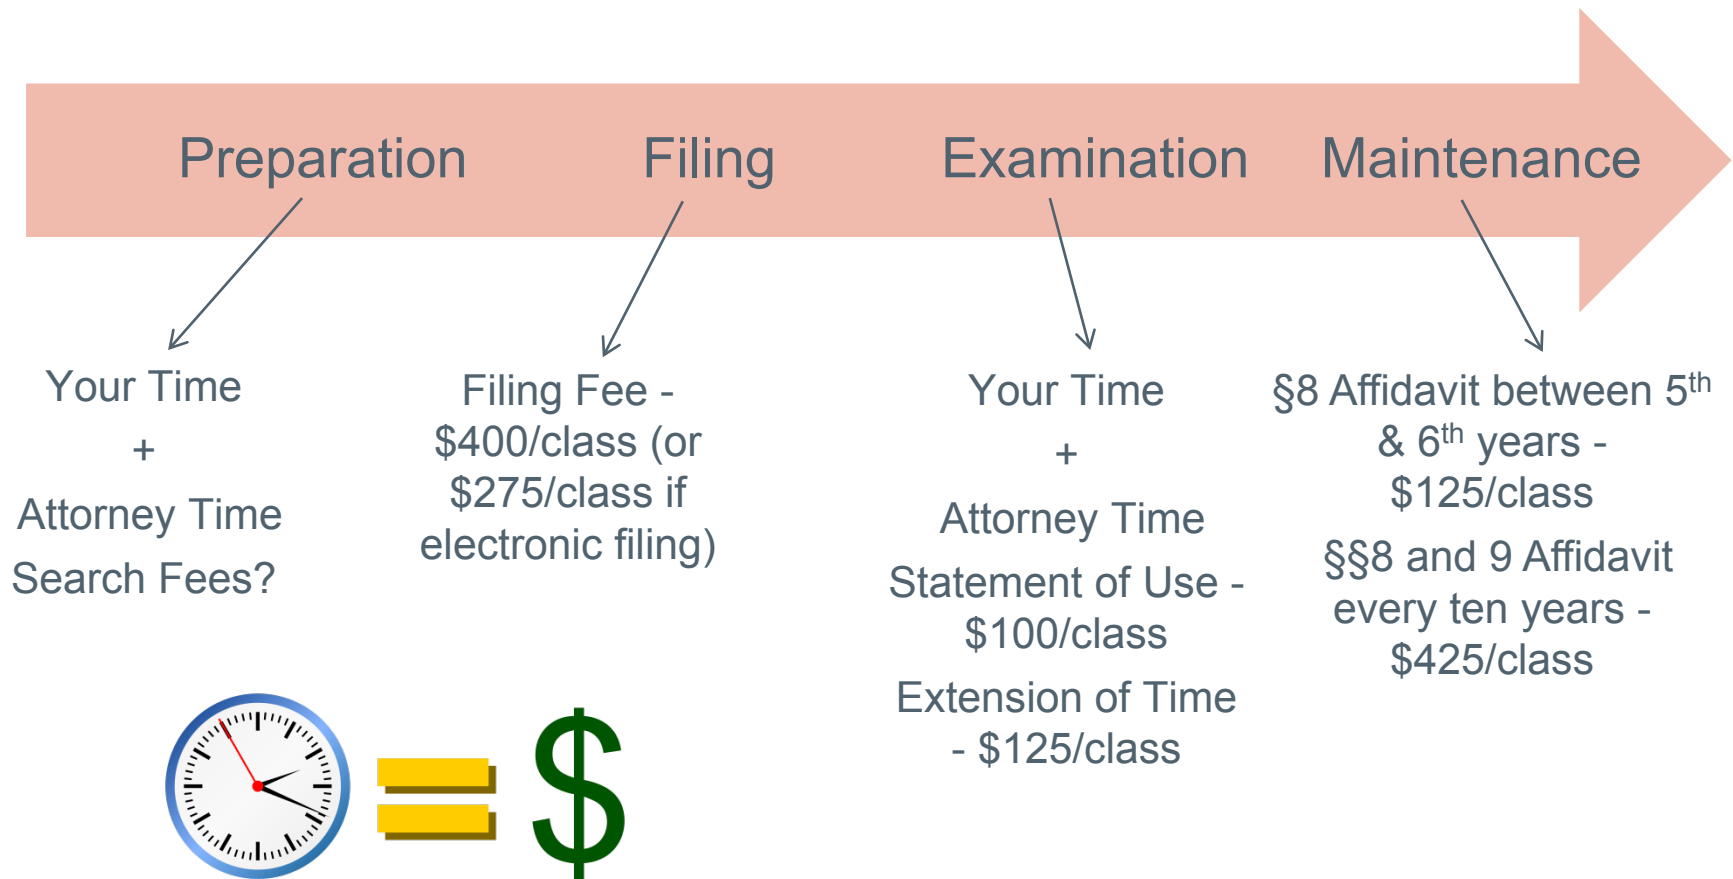 Preparation
Filing
Examination
Maintenance
Your Time
+
Attorney Time
Search Fees?
Filing Fee -
$400/class (or
$275/class if
electronic filing)
Your Time
+
Attorney Time
Statement of Use -
$100/class
Extension of Time
- $125/class
§8 Affidavit between 5th
& 6th years -
$125/class
§§8 and 9 Affidavit
every ten years -
$425/class
$